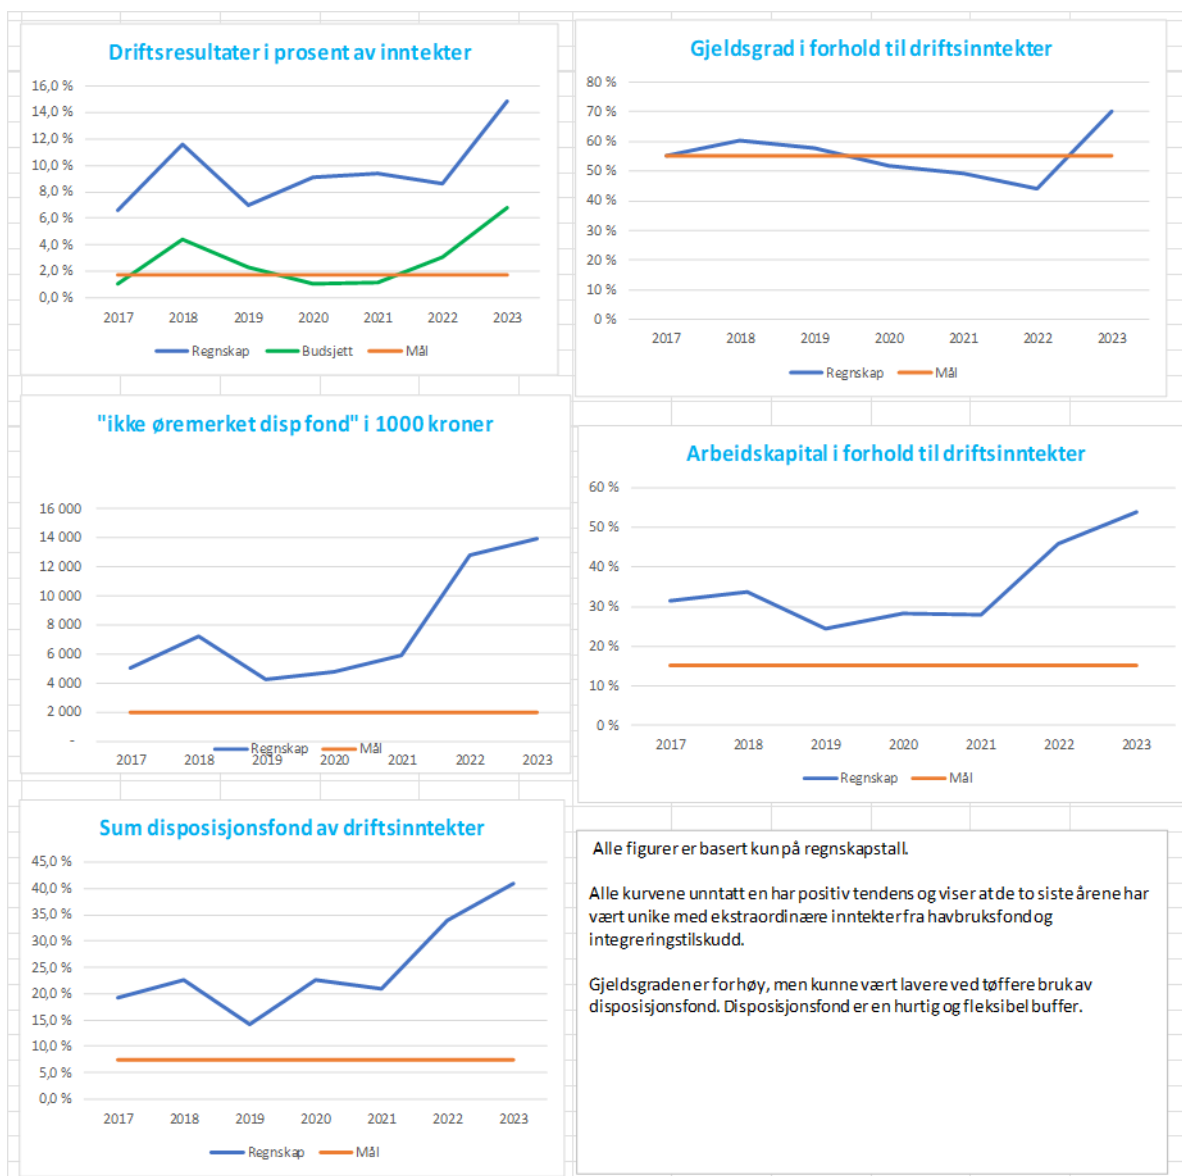 Driftsresultater i prosent av inntekter
16,0 %
14,0 %
12,0 %
10,0 %
8,0 %
6,0 %
4,0 %
2,0 %
0,0 %
2017 2018 2019 2020 2021 2022 2023
Regnskap Budsjett Mål
Gjeldsgrad i forhold til driftsinntekter
80 %
70 %
60 %
50 %
40 %
30 %
20 %
10 %
0 %
2017 2018 2019 2020 2021 2022 2023
Regnskap Mål
"ikke øremerket disp fond" i 1000 kroner
16 000
14 000
12 000
10 000
8 000
6 000
4 000
2 000
-
Regnskap Mål
2017 2018 2019 2020 2021 2022 2023
Arbeidskapital i forhold til driftsinntekter
60 %
50 %
40 %
30 %
20 %
10 %
0 %
2017 2018 2019 2020 2021 2022 2023
Regnskap Mål
Sum disposisjonsfond av driftsinntekter
45,0 %
40,0 %
35,0 %
30,0 %
25,0 %
20,0 %
15,0 %
10,0 %
5,0 %
0,0 %
2017 2018 2019 2020 2021 2022 2023
Regnskap Mål
Alle figurer er basert kun på regnskapstall.
Alle kurvene unntatt en har positiv tendens og viser at de to siste årene har
vært unike med ekstraordinære inntekter fra havbruksfond og
integreringstilskudd.
Gjeldsgraden er for høy, men kunne vært lavere ved tøffere bruk av
disposisjonsfond. Disposisjonsfond er en hurtig og fleksibel buffer.